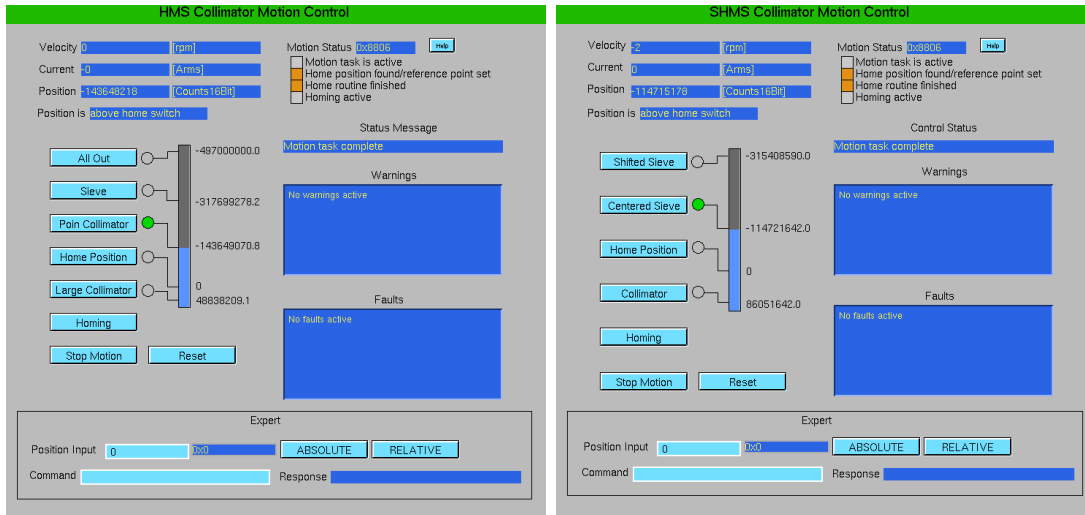 HMS Collimator Motion Control
Velocity 0 [rpm]
Current -0 [Arms]
Position -143648218 [Counts16Bit]
Position is above home switch
Motion Status 0x8806 Help
Motion task is active
Home position found/reference point set
Home routine finished
Homing active
Status Message
Motion task complete
Warnings
No warnings active
Faults
No faults active
All Out
Sieve
Poin Collimator
Home Position
Large Collimator
Homing
Stop Motion Reset
-497000000.0
-317699278.2
-143649070.8
0
48838209.1
Expert
Position Input 0 0x0 ABSOLUTE RELATIVE
Command Response
SHMS Collimator Motion Control
Velocity -2 [rpm]
Current 0 [Arms]
Position -114715178 [Counts16Bit]
Position is above home switch
Motion Status 0x8806 Help
Motion task is active
Home position found/reference point set
Home routine finished
Homing active
Control Status
Motion task complete
Warnings
No warnings active
Faults
No faults active
Shifted Sieve
Centered Sieve
Home Position
Collimator
Homing
Stop Motion Reset
-315408590.0
-114721642.0
0
86051642.0
Expert
Position Input 0 0x0 ABSOLUTE RELATIVE
Command Response